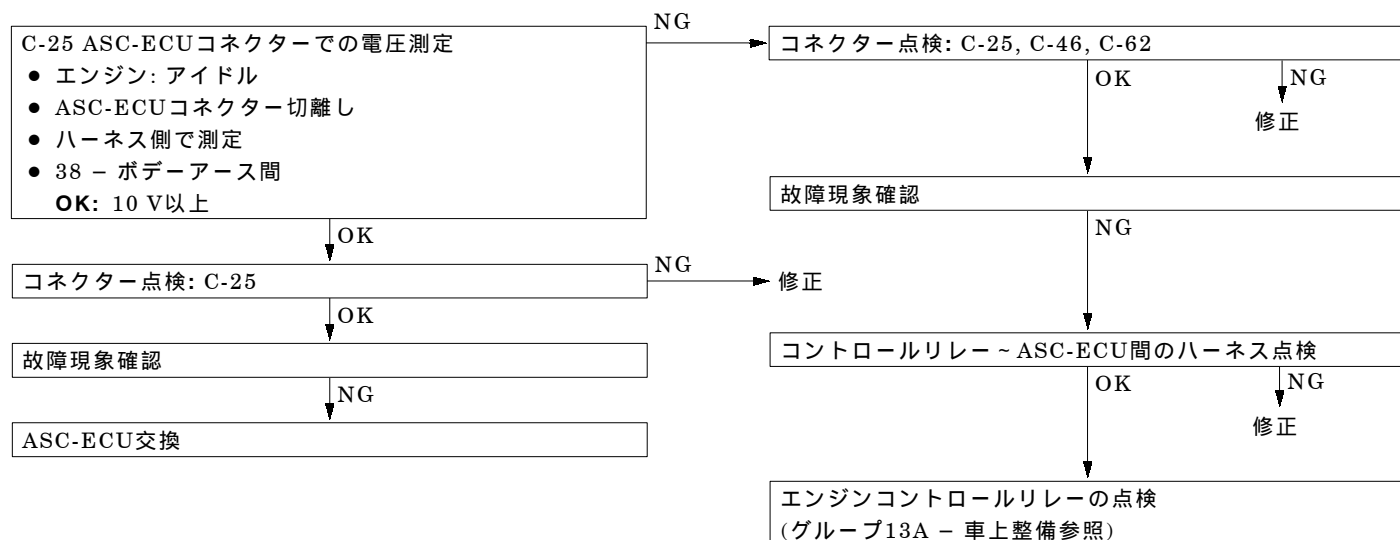 C-25 ASC-ECUコネクターでの電圧測定
● エンジン: アイドル
● ASC-ECUコネクター切離し
● ハーネス側で測定
● 38 – ボデーアース間
OK: 10 V以上
OK
コネクター点検: C-25
OK
故障現象確認
NG
ASC-ECU交換
NG
修正
NG
コネクター点検: C-25, C-46, C-62
OK
NG
修正
故障現象確認
NG
コントロールリレー ~ ASC-ECU間のハーネス点検
OK
NG
修正
エンジンコントロールリレーの点検
(グループ13A – 車上整備参照)